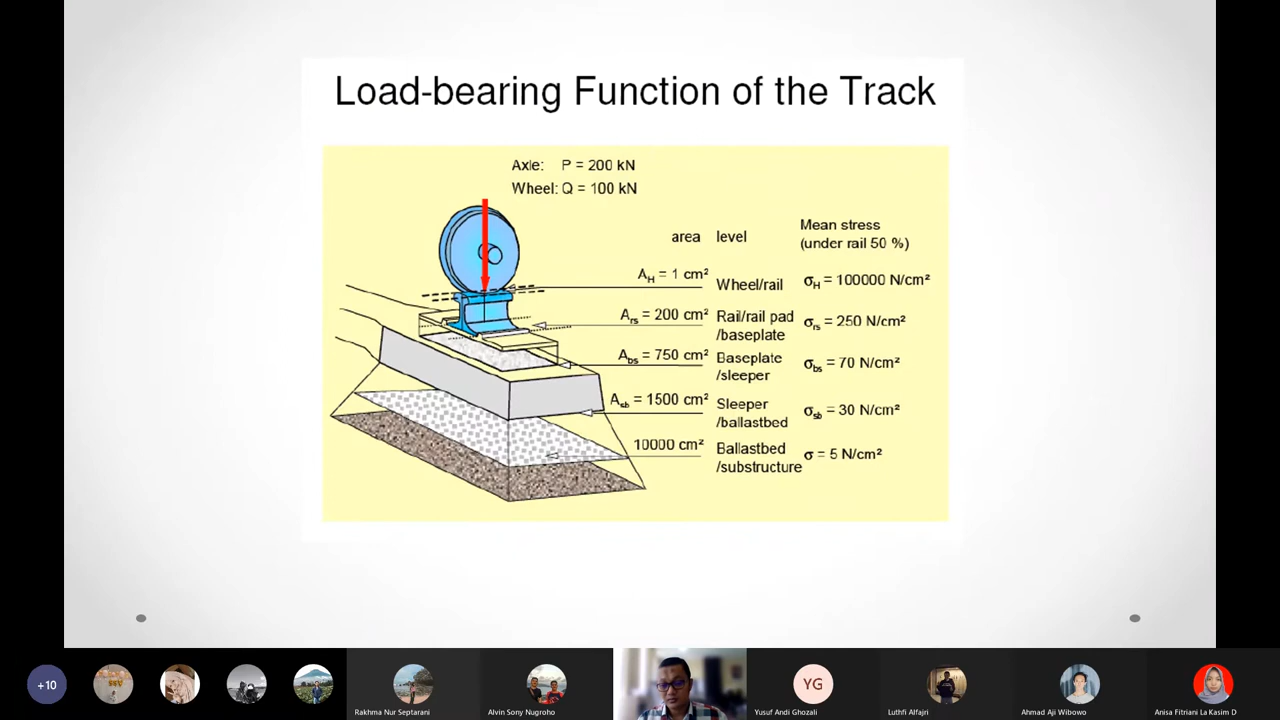 Load-bearing Function of the Track
Axle: P = 200 kN
Wheel: Q = 100 kN
area level Mean stress
(under rail 50 %)
A_H = 1 cm² Wheel/rail σ_H = 100000 N/cm²
A_rs = 200 cm² Rail/rail pad
/baseplate σ_rs = 250 N/cm²
A_bs = 750 cm² Baseplate
/sleeper σ_bs = 70 N/cm²
A_sb = 1500 cm² Sleeper
/ballastbed σ_sb = 30 N/cm²
10000 cm² Ballastbed
/substructure σ = 5 N/cm²
+10
Rakhma Nur Septarani
Alvin Sony Nugroho
YG
Yusuf Andi Ghozali
Luthfi Alfajri
Ahmad Aji Wibowo
Anisa Fitriani La Kasim D